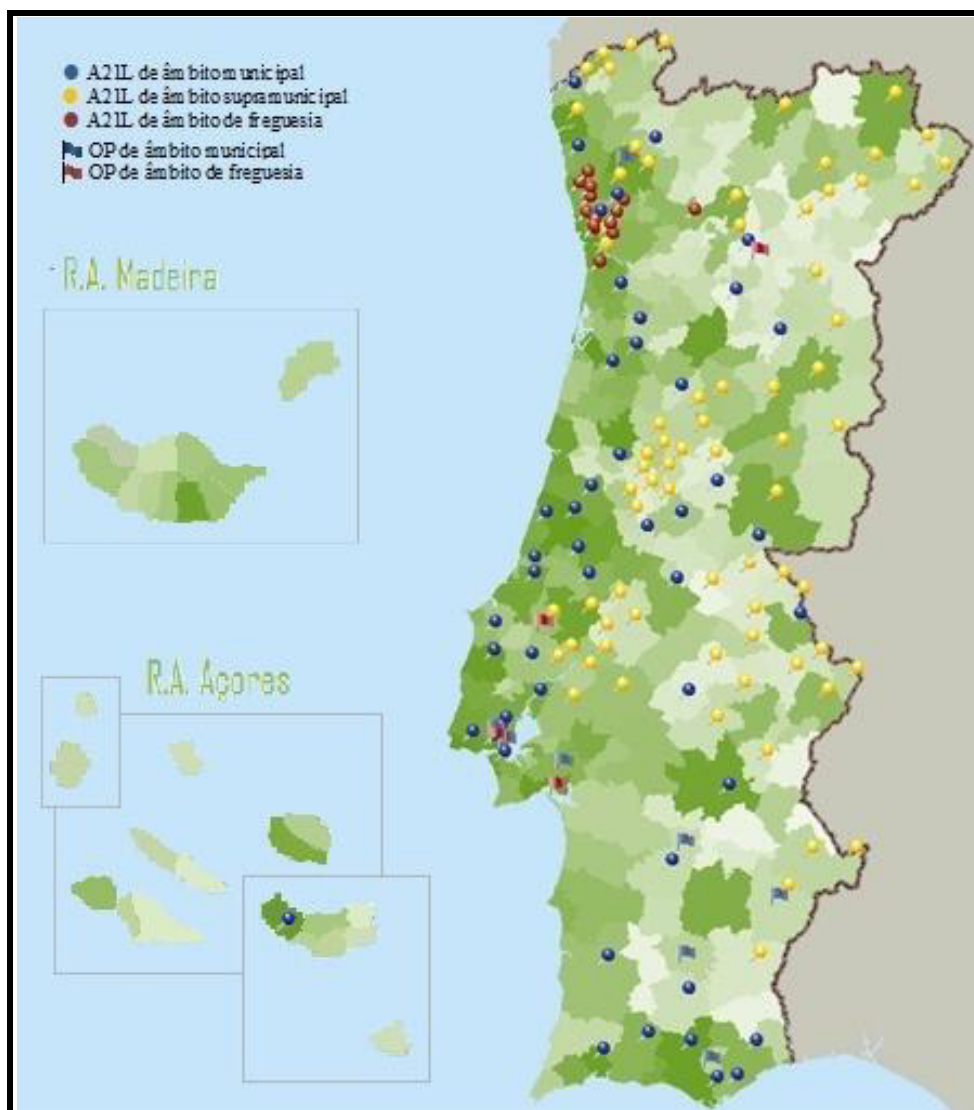 A21L de âmbito municipal
A21L de âmbito supramunicipal
A21L de âmbito de freguesia
OP de âmbito municipal
OP de âmbito de freguesia
R.A. Madeira
R.A. Açores